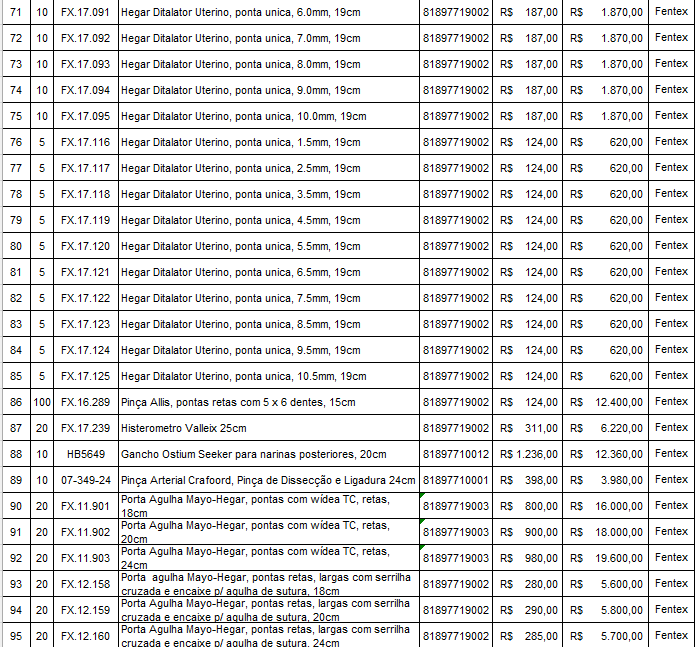 71 10 FX.17.091 Hegar Ditalator Uterino, ponta unica, 6.0mm, 19cm 81897719002 R$ 187,00 R$ 1.870,00 Fentex
72 10 FX.17.092 Hegar Ditalator Uterino, ponta unica, 7.0mm, 19cm 81897719002 R$ 187,00 R$ 1.870,00 Fentex
73 10 FX.17.093 Hegar Ditalator Uterino, ponta unica, 8.0mm, 19cm 81897719002 R$ 187,00 R$ 1.870,00 Fentex
74 10 FX.17.094 Hegar Ditalator Uterino, ponta unica, 9.0mm, 19cm 81897719002 R$ 187,00 R$ 1.870,00 Fentex
75 10 FX.17.095 Hegar Ditalator Uterino, ponta unica, 10.0mm, 19cm 81897719002 R$ 187,00 R$ 1.870,00 Fentex
76 5 FX.17.116 Hegar Ditalator Uterino, ponta unica, 1.5mm, 19cm 81897719002 R$ 124,00 R$ 620,00 Fentex
77 5 FX.17.117 Hegar Ditalator Uterino, ponta unica, 2.5mm, 19cm 81897719002 R$ 124,00 R$ 620,00 Fentex
78 5 FX.17.118 Hegar Ditalator Uterino, ponta unica, 3.5mm, 19cm 81897719002 R$ 124,00 R$ 620,00 Fentex
79 5 FX.17.119 Hegar Ditalator Uterino, ponta unica, 4.5mm, 19cm 81897719002 R$ 124,00 R$ 620,00 Fentex
80 5 FX.17.120 Hegar Ditalator Uterino, ponta unica, 5.5mm, 19cm 81897719002 R$ 124,00 R$ 620,00 Fentex
81 5 FX.17.121 Hegar Ditalator Uterino, ponta unica, 6.5mm, 19cm 81897719002 R$ 124,00 R$ 620,00 Fentex
82 5 FX.17.122 Hegar Ditalator Uterino, ponta unica, 7.5mm, 19cm 81897719002 R$ 124,00 R$ 620,00 Fentex
83 5 FX.17.123 Hegar Ditalator Uterino, ponta unica, 8.5mm, 19cm 81897719002 R$ 124,00 R$ 620,00 Fentex
84 5 FX.17.124 Hegar Ditalator Uterino, ponta unica, 9.5mm, 19cm 81897719002 R$ 124,00 R$ 620,00 Fentex
85 5 FX.17.125 Hegar Ditalator Uterino, ponta unica, 10.5mm, 19cm 81897719002 R$ 124,00 R$ 620,00 Fentex
86 100 FX.16.289 Pinça Allis, pontas retas com 5 x 6 dentes, 15cm 81897719002 R$ 124,00 R$ 12.400,00 Fentex
87 20 FX.17.239 Histerometro Valleix 25cm 81897719002 R$ 311,00 R$ 6.220,00 Fentex
88 10 HB5649 Gancho Ostium Seeker para narinas posteriores, 20cm 81897710012 R$ 1.236,00 R$ 12.360,00 Fentex
89 10 07-349-24 Pinça Arterial Crafoord, Pinça de Dissecção e Ligadura 24cm 81897710001 R$ 398,00 R$ 3.980,00 Fentex
90 20 FX.11.901 Porta Agulha Mayo-Hegar, pontas com wídea TC, retas, 81897719003 R$ 800,00 R$ 16.000,00 Fentex
18cm
91 20 FX.11.902 Porta Agulha Mayo-Hegar, pontas com wídea TC, retas, 81897719003 R$ 900,00 R$ 18.000,00 Fentex
20cm
92 20 FX.11.903 Porta Agulha Mayo-Hegar, pontas com wídea TC, retas, 81897719003 R$ 980,00 R$ 19.600,00 Fentex
24cm
93 20 FX.12.158 Porta agulha Mayo-Hegar, pontas retas, largas com serrilha 81897719002 R$ 280,00 R$ 5.600,00 Fentex
cruzada e encaixe p/ agulha de sutura, 18cm
94 20 FX.12.159 Porta Agulha Mayo-Hegar, pontas retas, largas com serrilha 81897719002 R$ 290,00 R$ 5.800,00 Fentex
cruzada e encaixe p/ agulha de sutura, 20cm
95 20 FX.12.160 Porta Agulha Mayo-Hegar, pontas retas, largas com serrilha 81897719002 R$ 285,00 R$ 5.700,00 Fentex
cruzada e encaixe p/ agulha de sutura, 24cm